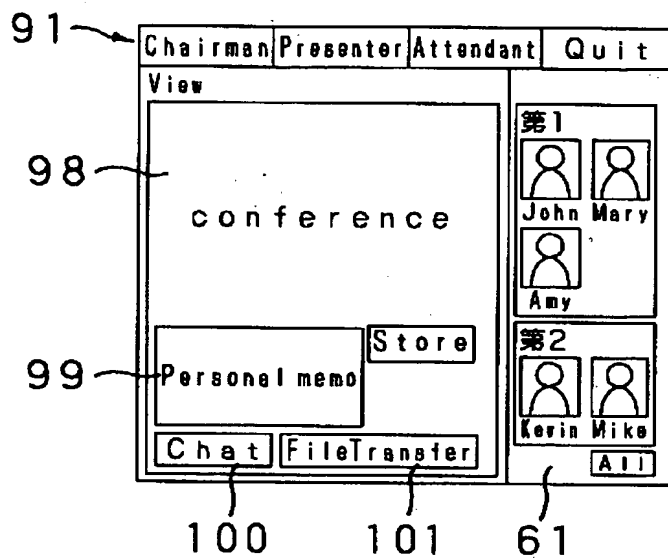 91
Chairman Presenter Attendant Quit
View
第1
98
conference
John Mary
Amy
Store
第2
99
Personal memo
Kevin Mike
Chat FileTransfer
All
100 101 61